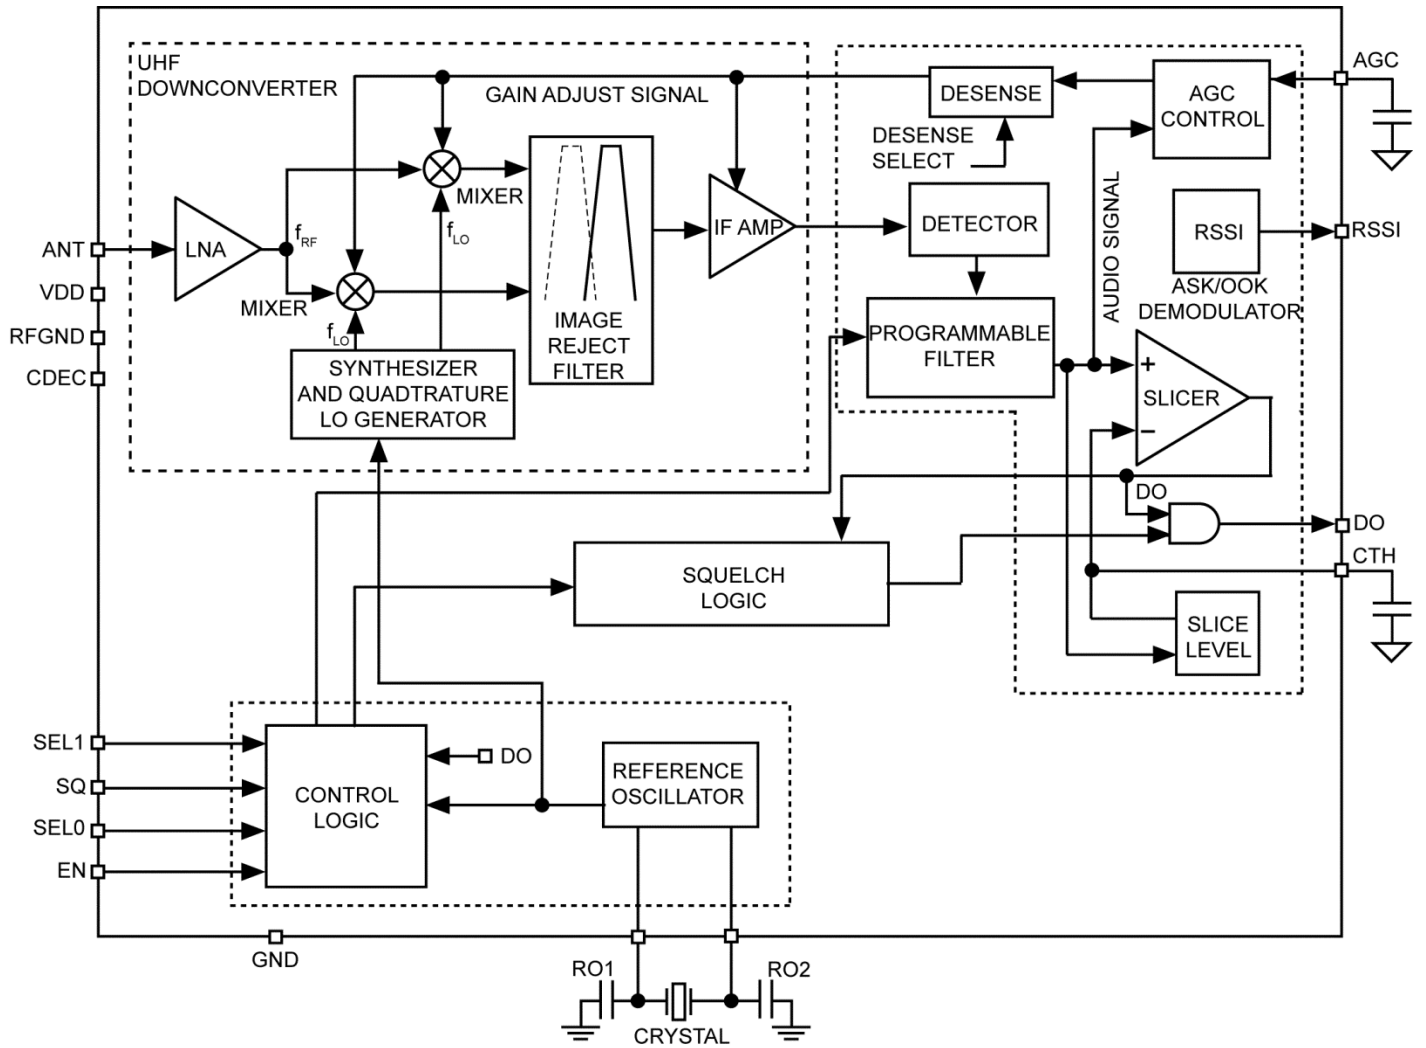 UHF
DOWNCONVERTER
GAIN ADJUST SIGNAL
DESENSE
DESENSE
SELECT
AGC
CONTROL
AGC
MIXER
LNA
fRF
fLO
IF AMP
DETECTOR
AUDIO SIGNAL
RSSI
RSSI
ASK/OOK
DEMODULATOR
ANT
VDD
RFGND
CDEC
MIXER
fLO
IMAGE
REJECT
FILTER
PROGRAMMABLE
FILTER
SYNTHESIZER
AND QUADTRATURE
LO GENERATOR
+
SLICER
−
DO
DO
CTH
SQUELCH
LOGIC
SLICE
LEVEL
SEL1
SQ
SEL0
EN
CONTROL
LOGIC
DO
REFERENCE
OSCILLATOR
GND
RO1
RO2
CRYSTAL